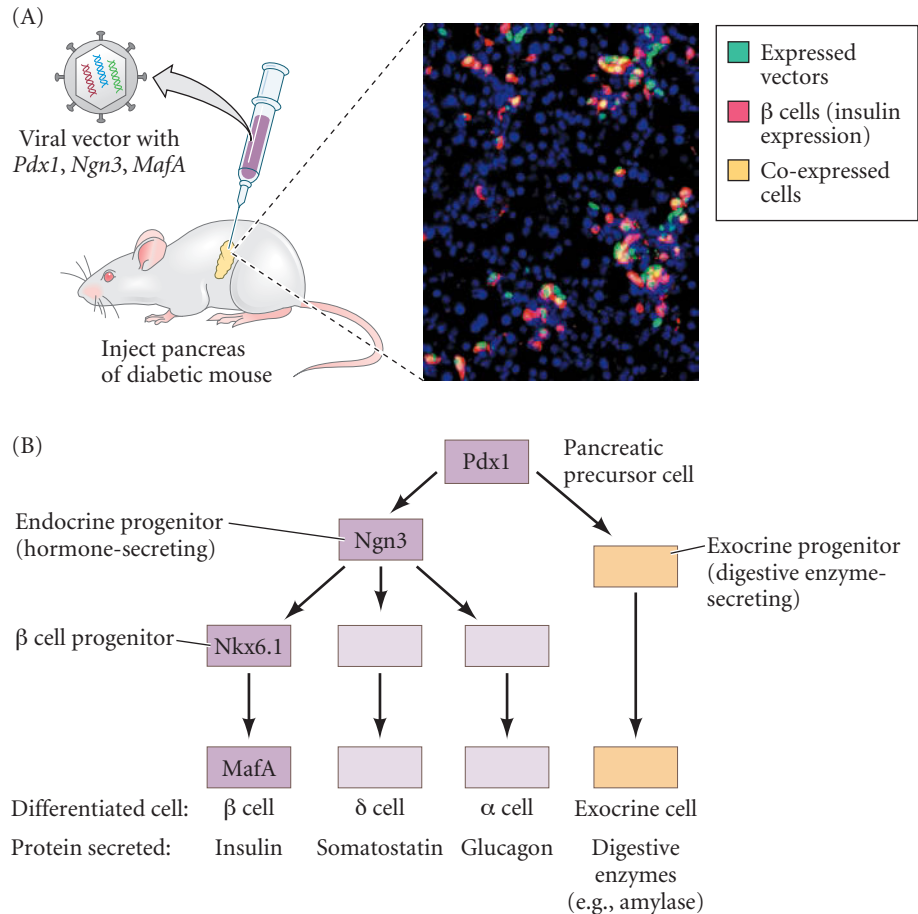 (A)
Viral vector with
Pdx1, Ngn3, MafA
Inject pancreas
of diabetic mouse
Expressed
vectors
β cells (insulin
expression)
Co-expressed
cells
(B)
Pdx1
Pancreatic
precursor cell
Endocrine progenitor
(hormone-secreting)
Ngn3
Exocrine progenitor
(digestive enzyme-
secreting)
β cell progenitor
Nkx6.1
MafA
Differentiated cell: β cell δ cell α cell Exocrine cell
Protein secreted: Insulin Somatostatin Glucagon Digestive
enzymes
(e.g., amylase)